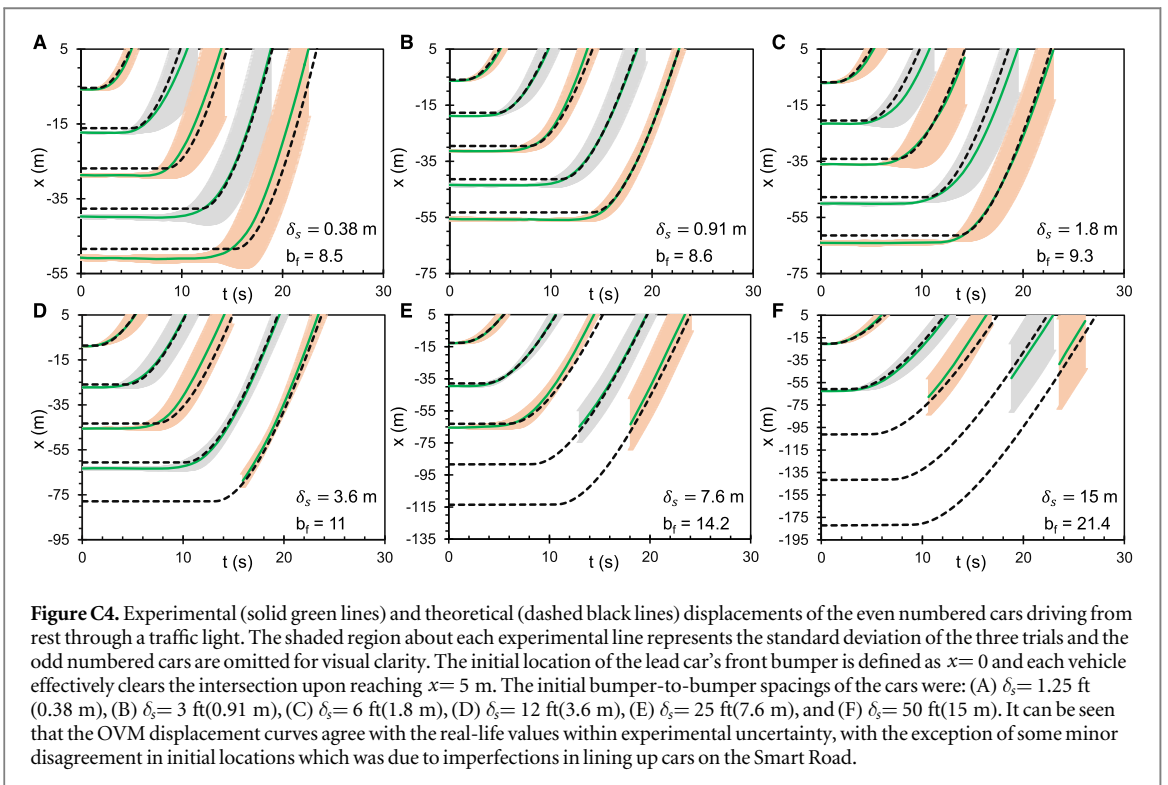 A
B
C
5
-15
-35
-55
x (m)
0
10
20
30
t (s)
δs = 0.38 m
bf = 8.5
5
-15
-35
-55
-75
x (m)
0
10
20
30
t (s)
δs = 0.91 m
bf = 8.6
5
-15
-35
-55
-75
x (m)
0
10
20
30
t (s)
δs = 1.8 m
bf = 9.3
D
E
F
5
-15
-35
-55
-75
-95
x (m)
0
10
20
30
t (s)
δs = 3.6 m
bf = 11
5
-15
-35
-55
-75
-95
-115
-135
x (m)
0
10
20
30
t (s)
δs = 7.6 m
bf = 14.2
5
-15
-35
-55
-75
-95
-115
-135
-155
-175
-195
x (m)
0
10
20
30
t (s)
δs = 15 m
bf = 21.4
Figure C4. Experimental (solid green lines) and theoretical (dashed black lines) displacements of the even numbered cars driving from
rest through a traffic light. The shaded region about each experimental line represents the standard deviation of the three trials and the
odd numbered cars are omitted for visual clarity. The initial location of the lead car's front bumper is defined as x= 0 and each vehicle
effectively clears the intersection upon reaching x= 5 m. The initial bumper-to-bumper spacings of the cars were: (A) δs= 1.25 ft
(0.38 m), (B) δs= 3 ft(0.91 m), (C) δs= 6 ft(1.8 m), (D) δs= 12 ft(3.6 m), (E) δs= 25 ft(7.6 m), and (F) δs= 50 ft(15 m). It can be seen
that the OVM displacement curves agree with the real-life values within experimental uncertainty, with the exception of some minor
disagreement in initial locations which was due to imperfections in lining up cars on the Smart Road.